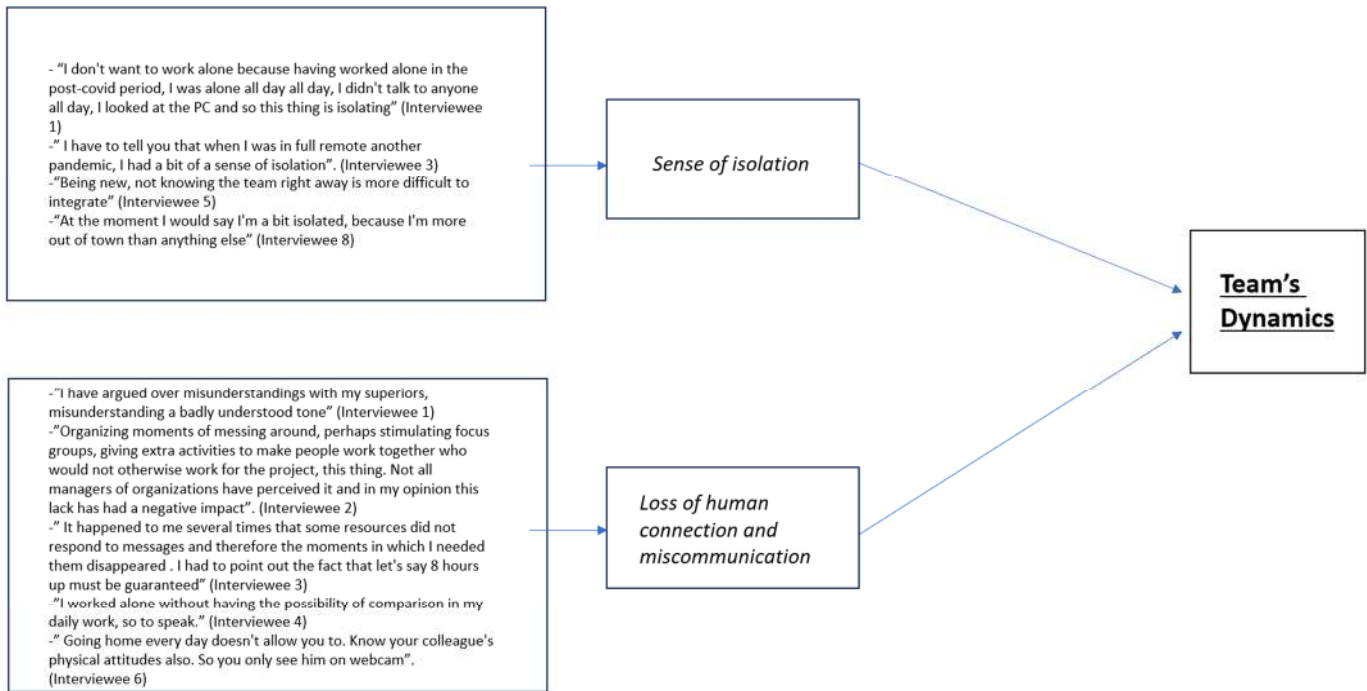 - “I don't want to work alone because having worked alone in the
post-covid period, I was alone all day all day, I didn't talk to anyone
all day, I looked at the PC and so this thing is isolating” (Interviewee
1)
-” I have to tell you that when I was in full remote another
pandemic, I had a bit of a sense of isolation”. (Interviewee 3)
-“Being new, not knowing the team right away is more difficult to
integrate” (Interviewee 5)
-“At the moment I would say I'm a bit isolated, because I'm more
out of town than anything else” (Interviewee 8)
Sense of isolation
Team’s
Dynamics
-“I have argued over misunderstandings with my superiors,
misunderstanding a badly understood tone” (Interviewee 1)
-”Organizing moments of messing around, perhaps stimulating focus
groups, giving extra activities to make people work together who
would not otherwise work for the project, this thing. Not all
managers of organizations have perceived it and in my opinion this
lack has had a negative impact”. (Interviewee 2)
-” It happened to me several times that some resources did not
respond to messages and therefore the moments in which I needed
them disappeared . I had to point out the fact that let's say 8 hours
up must be guaranteed” (Interviewee 3)
-“I worked alone without having the possibility of comparison in my
daily work, so to speak.” (Interviewee 4)
-” Going home every day doesn't allow you to. Know your colleague's
physical attitudes also. So you only see him on webcam”.
(Interviewee 6)
Loss of human
connection and
miscommunication